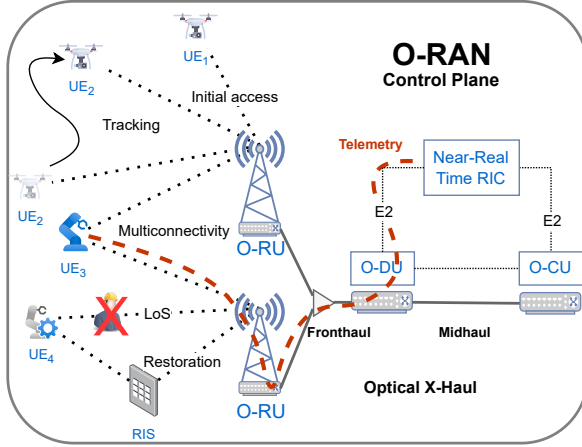 O-RAN
Control Plane
UE1
UE2
Initial access
Tracking
Telemetry
Near-Real
Time RIC
UE2
E2
E2
Multiconnectivity
O-RU
UE3
O-DU
O-CU
LoS
Fronthaul
Midhaul
UE4
Restoration
O-RU
Optical X-Haul
RIS